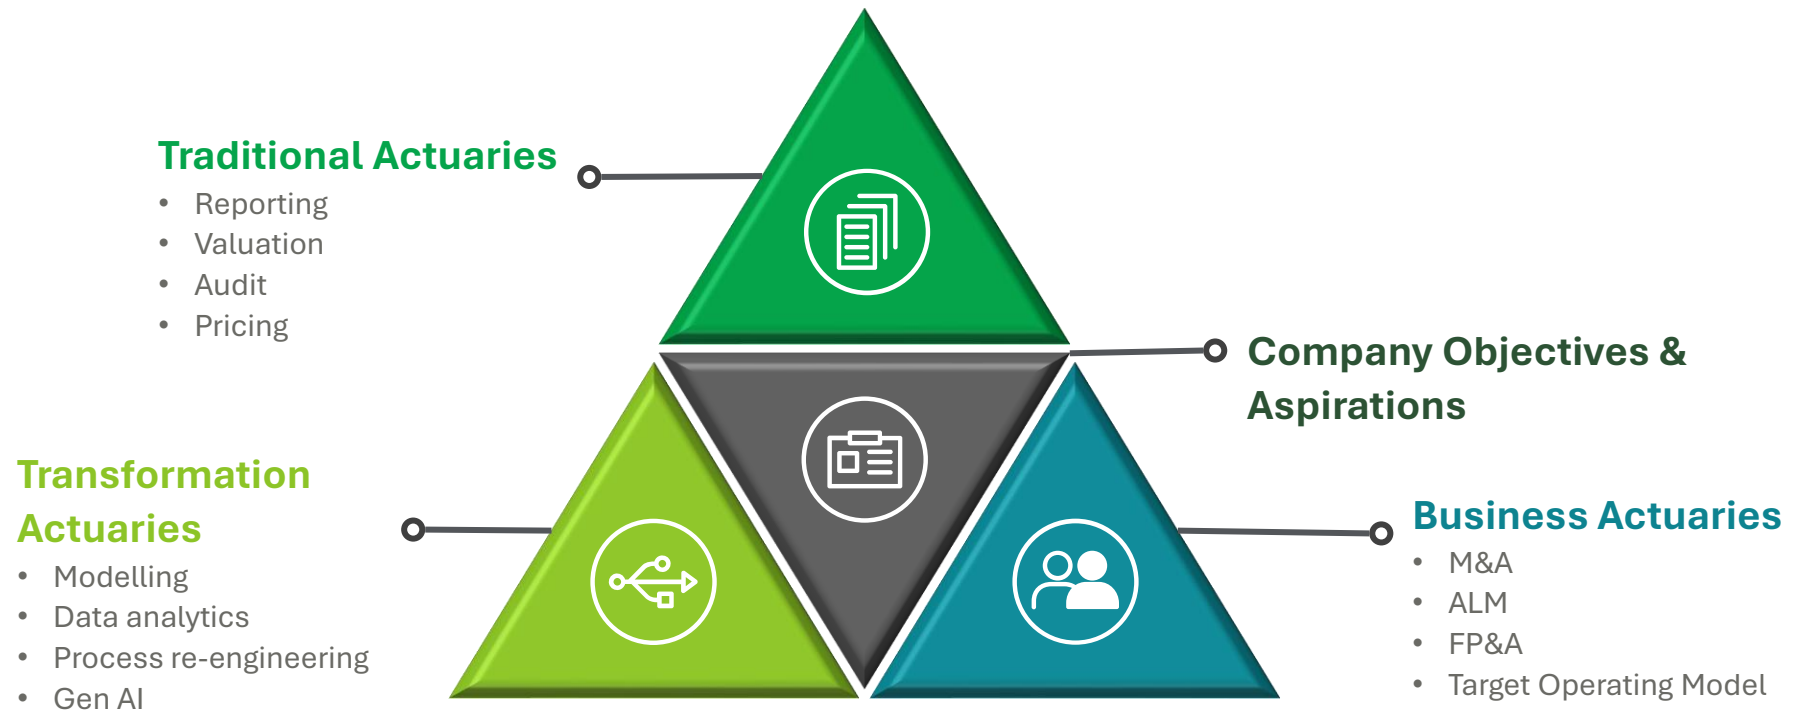 Traditional Actuaries
• Reporting
• Valuation
• Audit
• Pricing
Company Objectives &
Aspirations
Transformation
Actuaries
• Modelling
• Data analytics
• Process re-engineering
• Gen AI
Business Actuaries
• M&A
• ALM
• FP&A
• Target Operating Model